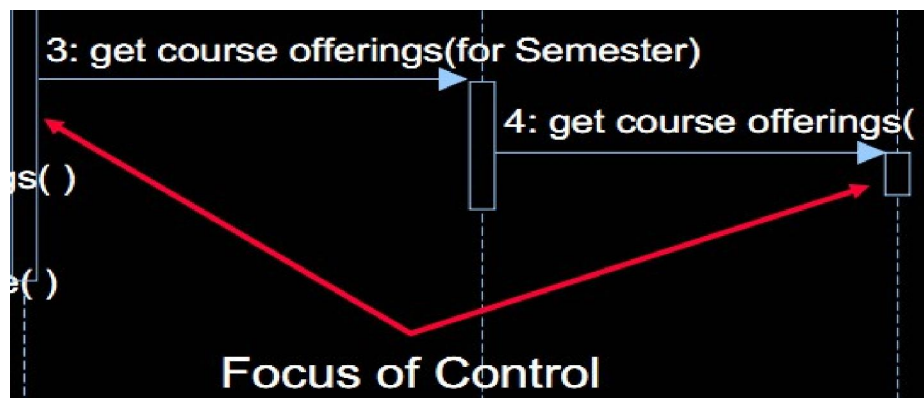 3: get course offerings(for Semester)
4: get course offerings(
gs( )
e( )
Focus of Control